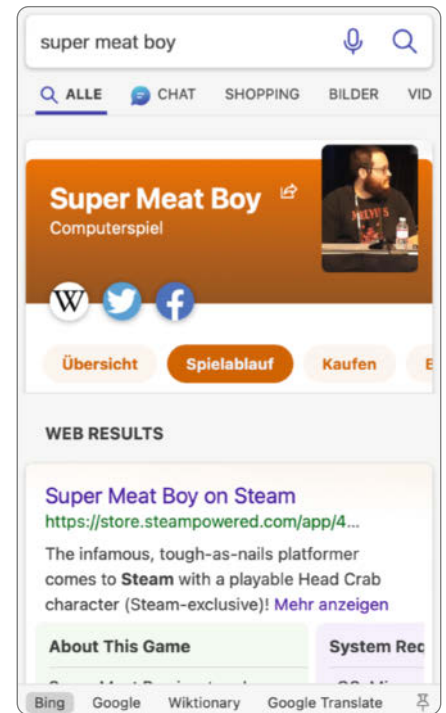 super meat boy
ALLE CHAT SHOPPING BILDER VID
Super Meat Boy
Computerspiel
W
Übersicht Spielablauf Kaufen
WEB RESULTS
Super Meat Boy on Steam
https://store.steampowered.com/app/4...
The infamous, tough-as-nails platformer
comes to Steam with a playable Head Crab
character (Steam-exclusive)! Mehr anzeigen
About This Game System Rec
Bing Google Wiktionary Google Translate